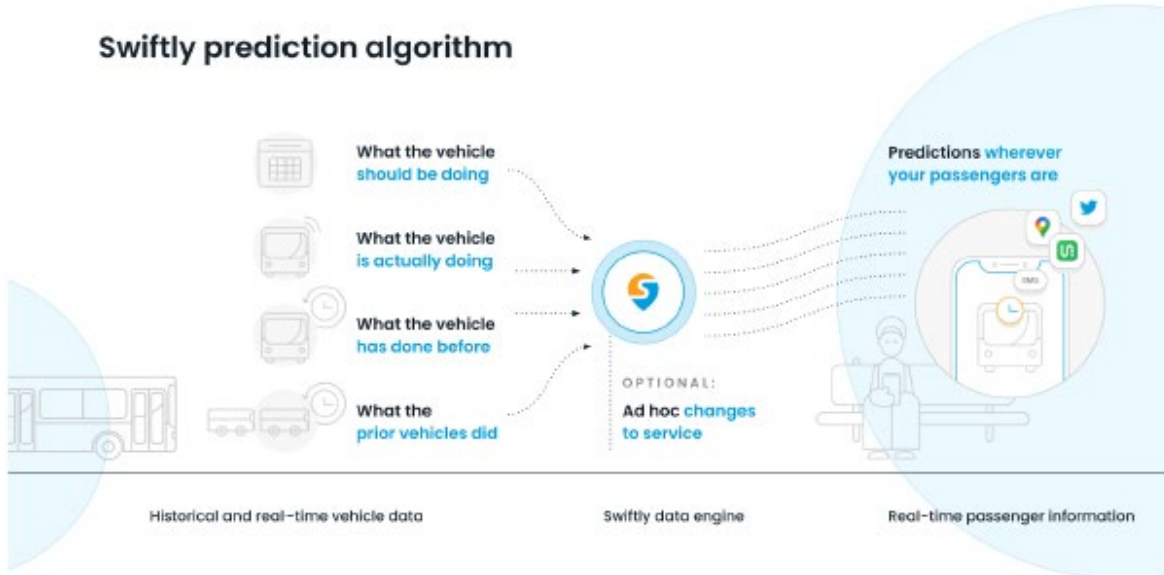 Swiftly prediction algorithm
What the vehicle
should be doing
What the vehicle
is actually doing
What the vehicle
has done before
What the
prior vehicles did
OPTIONAL:
Ad hoc changes
to service
Predictions wherever
your passengers are
SMS
Historical and real-time vehicle data
Swiftly data engine
Real-time passenger information